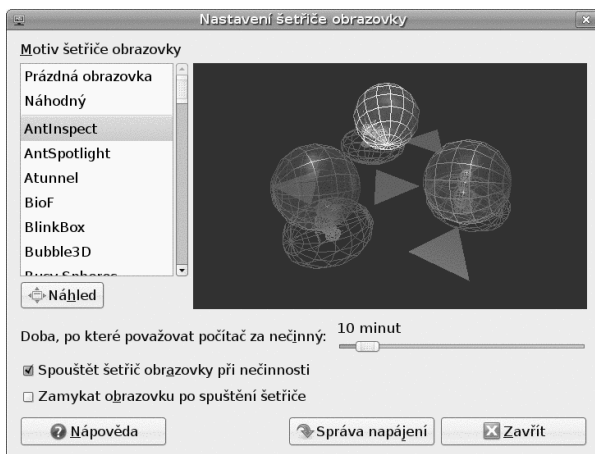 Nastavení šetřiče obrazovky
Motiv šetřiče obrazovky
Prázdná obrazovka
Náhodný
AntInspect
AntSpotlight
Atunnel
BioF
BlinkBox
Bubble3D
Busy Spheres
Náhled
Doba, po které považovat počítač za nečinný:
10 minut
Spouštět šetřič obrazovky při nečinnosti
Zamykat obrazovku po spuštění šetřiče
Nápověda
Správa napájení
Zavřít